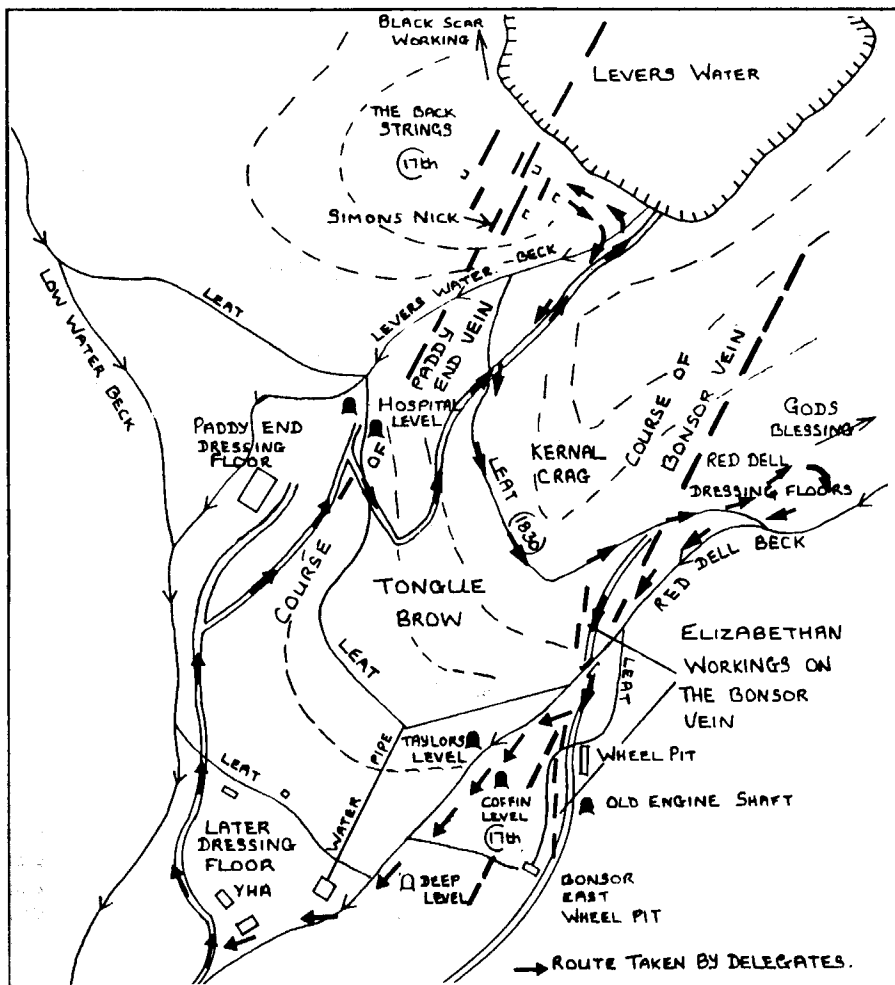 BLACK SCAR
WORKING
LEVERS WATER
THE BACK
STRINGS
17th
SIMONS NICK
LEVERS WATER BECK
LEAT
LOW WATER BECK
PADDY
END VEIN
HOSPITAL
LEVEL
PADDY END
DRESSING
FLOOR
COURSE OF
KERNAL
CRAG
COURSE OF
BONSOR VEIN
GODS
BLESSING
RED DELL
DRESSING FLOORS
LEAT
1830
RED DELL BECK
TONGUE
BROW
ELIZABETHAN
WORKINGS ON
THE BONSOR
VEIN
LEAT
LEAT
TAYLORS
LEVEL
WATER PIPE
WHEEL PIT
COFFIN
LEVEL
17th
OLD ENGINE SHAFT
LEAT
LATER
DRESSING
FLOOR
YHA
DEEP
LEVEL
BONSOR
EAST
WHEEL PIT
ROUTE TAKEN BY DELEGATES.